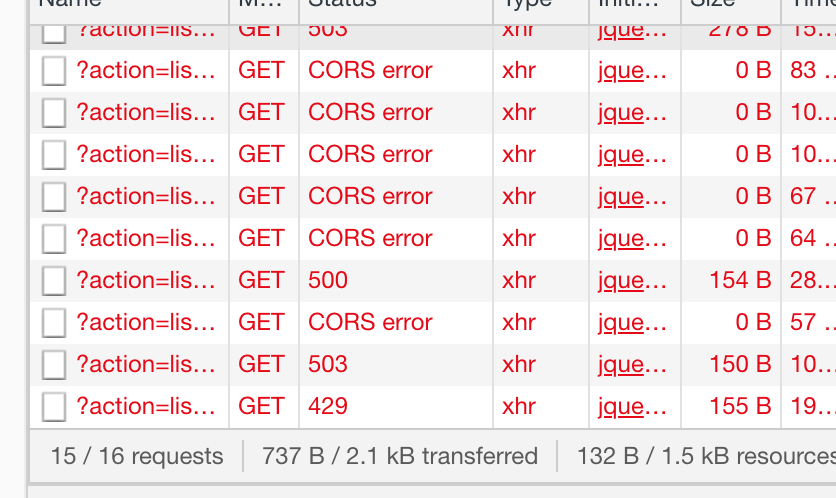 Name M… Status Type Initi… Size Time
?action=lis… GET 503 xhr jque… 278 B 15…
?action=lis… GET CORS error xhr jque… 0 B 83 …
?action=lis… GET CORS error xhr jque… 0 B 10…
?action=lis… GET CORS error xhr jque… 0 B 10…
?action=lis… GET CORS error xhr jque… 0 B 67 …
?action=lis… GET CORS error xhr jque… 0 B 64 …
?action=lis… GET 500 xhr jque… 154 B 28…
?action=lis… GET CORS error xhr jque… 0 B 57 …
?action=lis… GET 503 xhr jque… 150 B 10…
?action=lis… GET 429 xhr jque… 155 B 19…
15 / 16 requests 737 B / 2.1 kB transferred 132 B / 1.5 kB resources